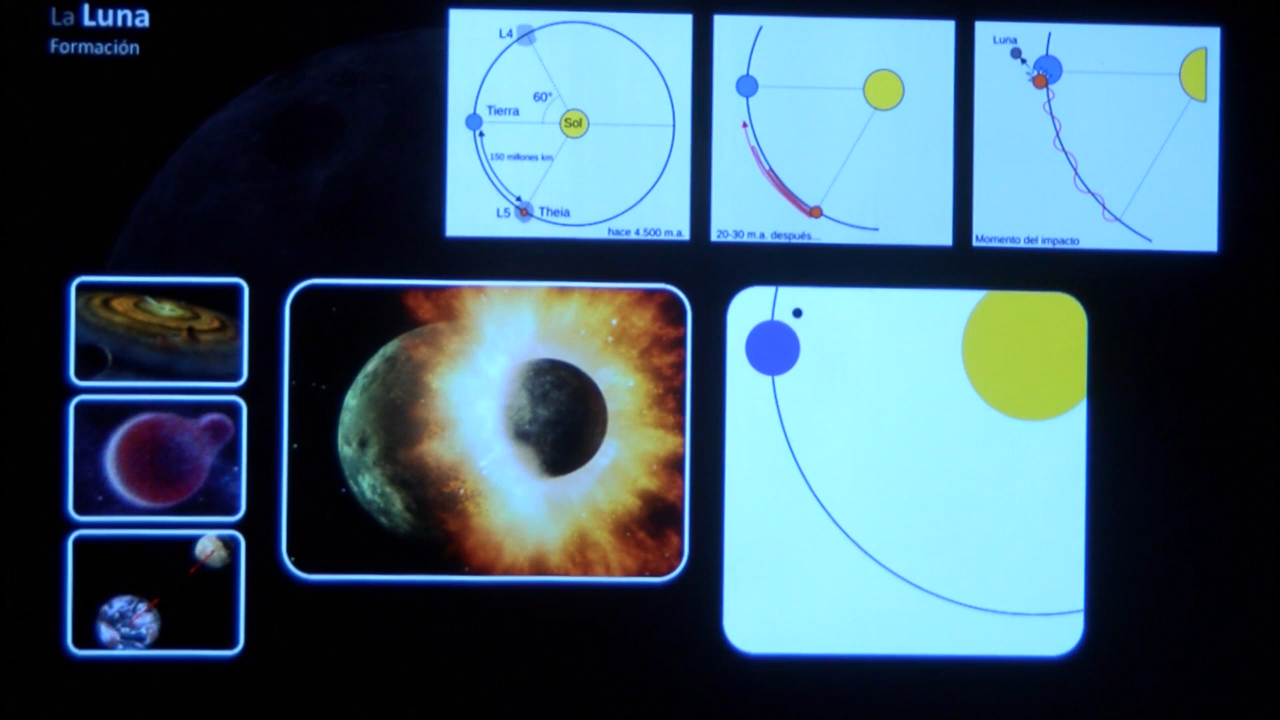 La Luna
Formación
L4
60°
Tierra
Sol
150 millones km
L5
Theia
hace 4.500 m.a.
20-30 m.a. después...
Luna
Momento del impacto